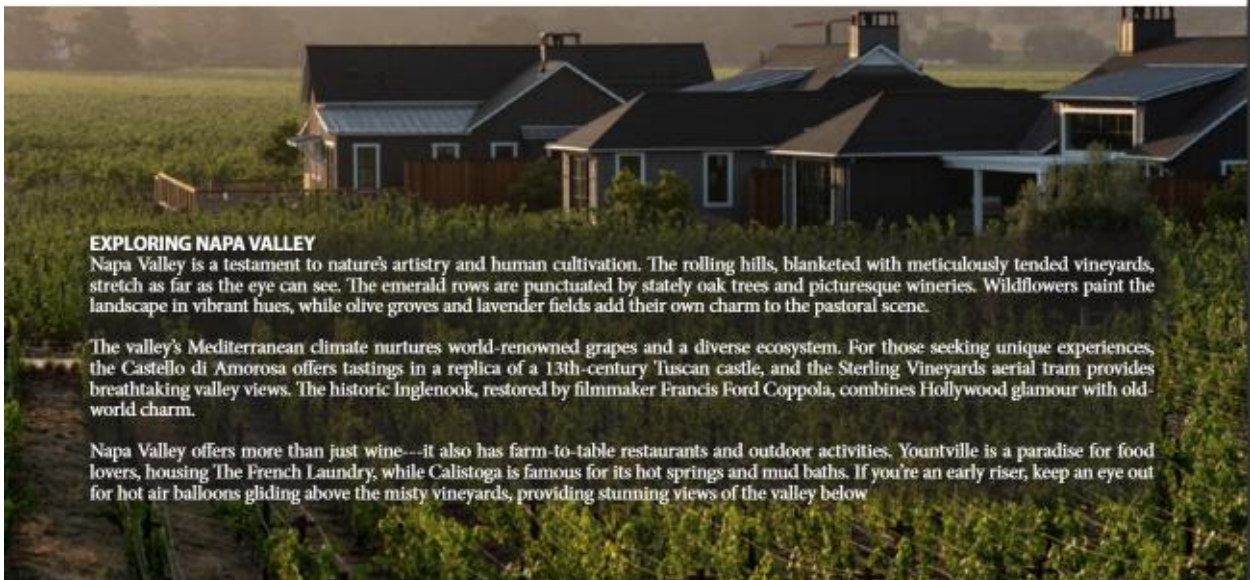 EXPLORING NAPA VALLEY
Napa Valley is a testament to nature's artistry and human cultivation. The rolling hills, blanketed with meticulously tended vineyards,
stretch as far as the eye can see. The emerald rows are punctuated by stately oak trees and picturesque wineries. Wildflowers paint the
landscape in vibrant hues, while olive groves and lavender fields add their own charm to the pastoral scene.
The valley's Mediterranean climate nurtures world-renowned grapes and a diverse ecosystem. For those seeking unique experiences,
the Castello di Amorosa offers tastings in a replica of a 13th-century Tuscan castle, and the Sterling Vineyards aerial tram provides
breathtaking valley views. The historic Inglenook, restored by filmmaker Francis Ford Coppola, combines Hollywood glamour with old-
world charm.
Napa Valley offers more than just wine---it also has farm-to-table restaurants and outdoor activities. Yountville is a paradise for food
lovers, housing The French Laundry, while Calistoga is famous for its hot springs and mud baths. If you're an early riser, keep an eye out
for hot air balloons gliding above the misty vineyards, providing stunning views of the valley below